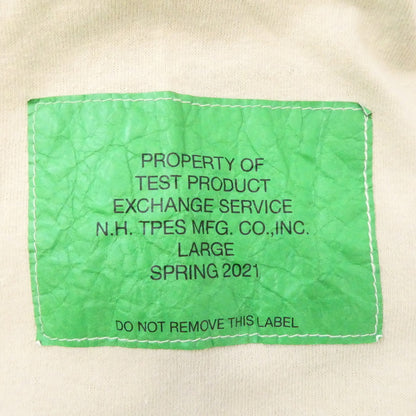 PROPERTY OF
TEST PRODUCT
EXCHANGE SERVICE
N.H. TPES MFG. CO.,INC.
LARGE
SPRING 2021
DO NOT REMOVE THIS LABEL